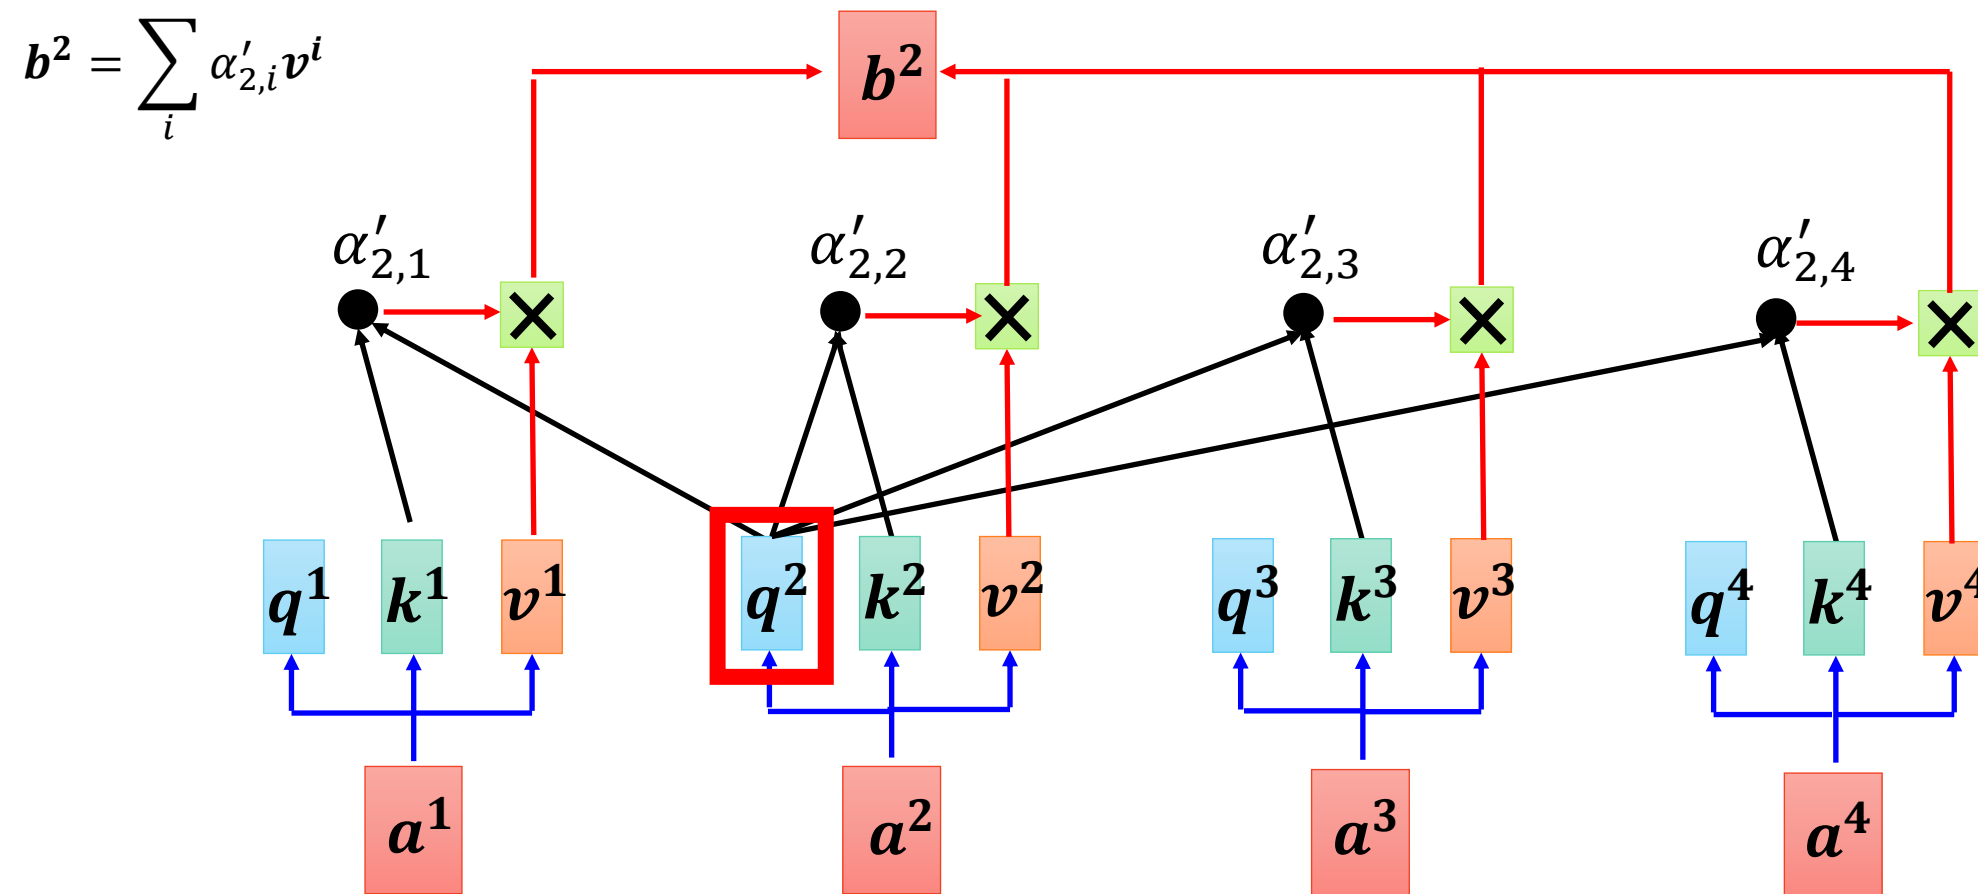 b² = ∑ᵢ α′₂,ᵢ vⁱ
b²
α′₂,₁ α′₂,₂ α′₂,₃ α′₂,₄
× × × ×
q¹ k¹ v¹ q² k² v² q³ k³ v³ q⁴ k⁴ v⁴
a¹ a² a³ a⁴